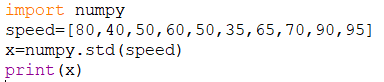 import numpy
speed=[80,40,50,60,50,35,65,70,90,95]
x=numpy.std(speed)
print(x)